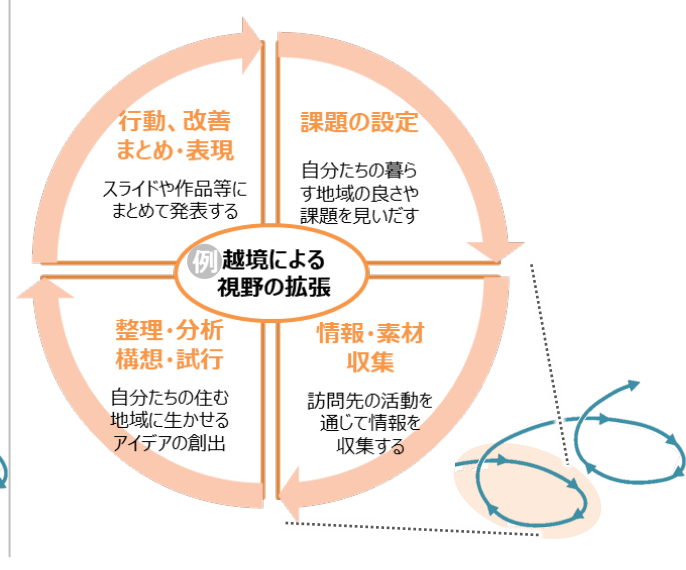 行動、改善
まとめ・表現
スライドや作品等に
まとめて発表する
課題の設定
自分たちの暮ら
す地域の良さや
課題を見いだす
例 越境による
視野の拡張
整理・分析
構想・試行
自分たちの住む
地域に生かせる
アイデアの創出
情報・素材
収集
訪問先の活動を
通じて情報を
収集する